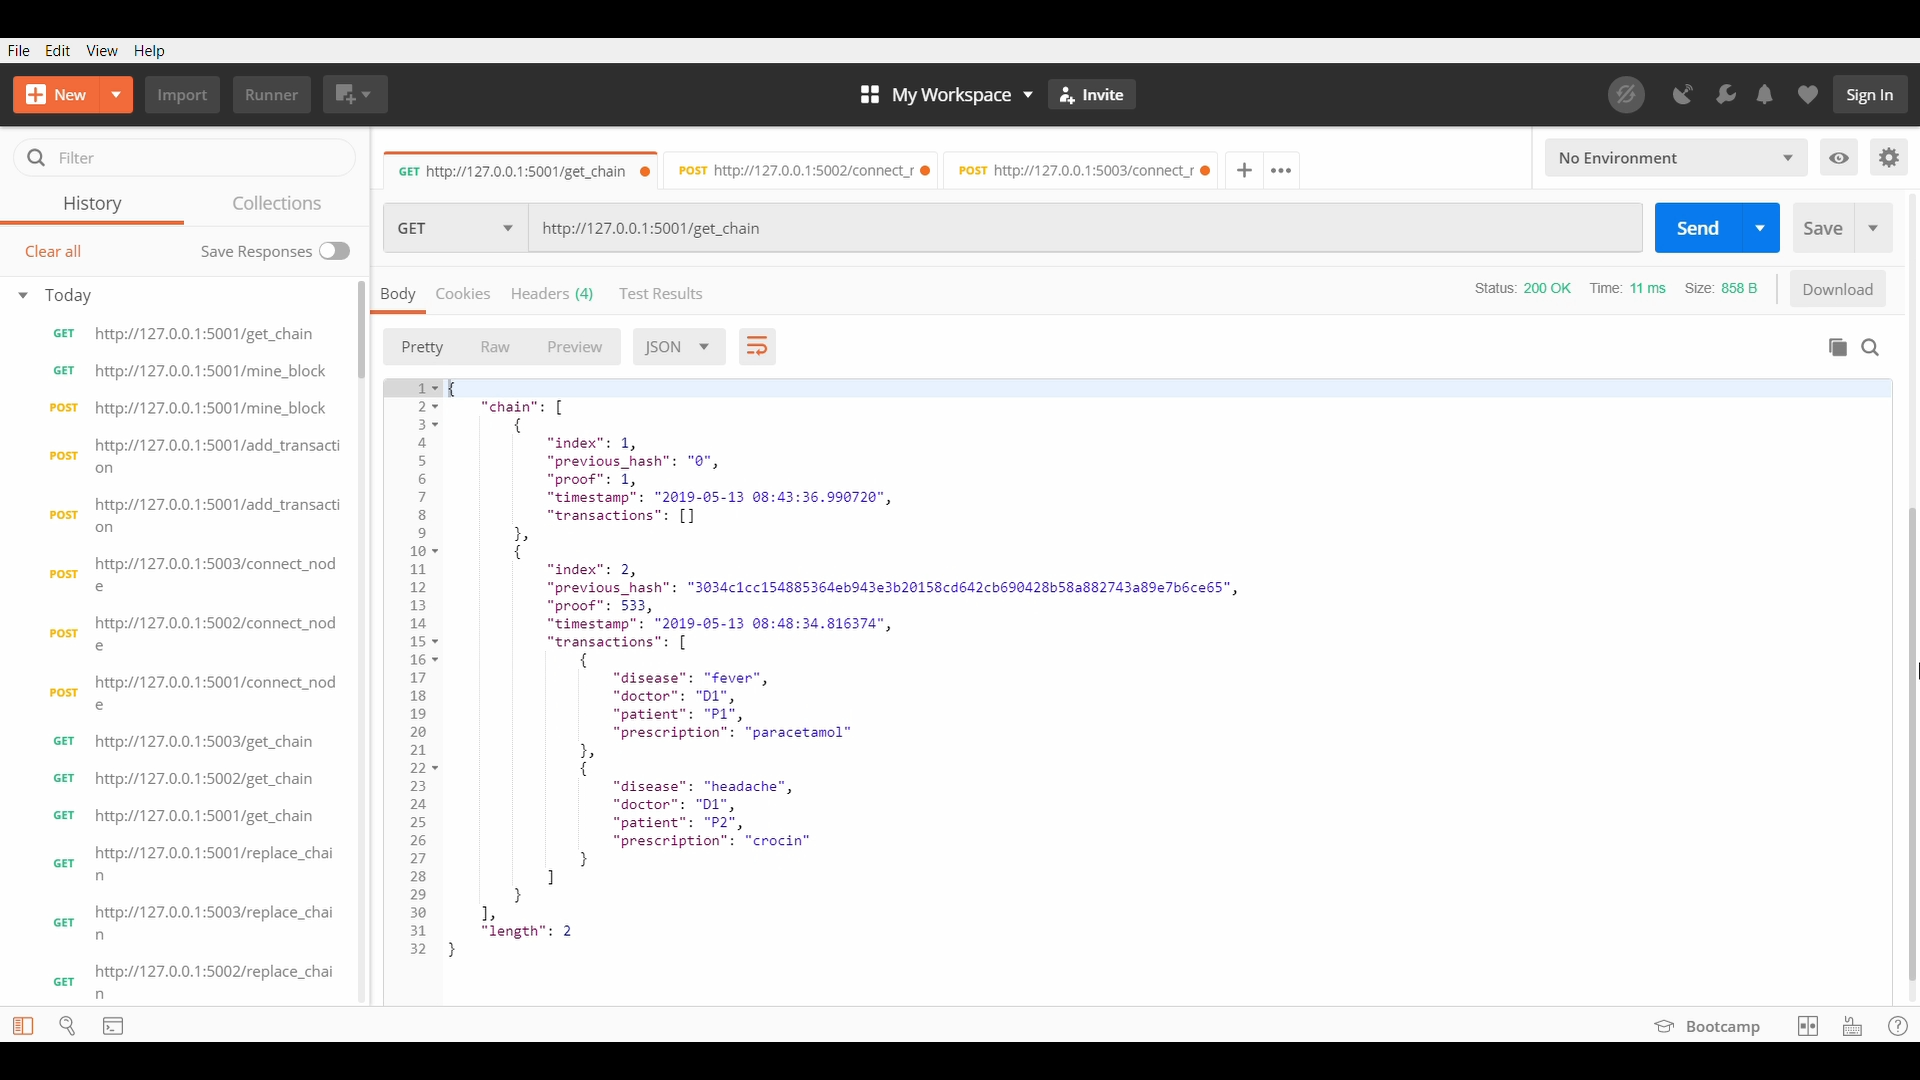 File Edit View Help
New Import Runner My Workspace Invite Sign In
Filter
History Collections
Clear all Save Responses
Today
GET http://127.0.0.1:5001/get_chain
GET http://127.0.0.1:5001/mine_block
POST http://127.0.0.1:5001/mine_block
POST http://127.0.0.1:5001/add_transacti
on
POST http://127.0.0.1:5001/add_transacti
on
POST http://127.0.0.1:5003/connect_nod
e
POST http://127.0.0.1:5002/connect_nod
e
POST http://127.0.0.1:5001/connect_nod
e
GET http://127.0.0.1:5003/get_chain
GET http://127.0.0.1:5002/get_chain
GET http://127.0.0.1:5001/get_chain
GET http://127.0.0.1:5001/replace_chai
n
GET http://127.0.0.1:5003/replace_chai
n
GET http://127.0.0.1:5002/replace_chai
n
GET http://127.0.0.1:5001/get_chain POST http://127.0.0.1:5002/connect_r POST http://127.0.0.1:5003/connect_r + ••• No Environment
GET http://127.0.0.1:5001/get_chain Send Save
Body Cookies Headers (4) Test Results Status: 200 OK Time: 11 ms Size: 858 B Download
Pretty Raw Preview JSON
1 {
2 "chain": [
3 {
4 "index": 1,
5 "previous_hash": "0",
6 "proof": 1,
7 "timestamp": "2019-05-13 08:43:36.990720",
8 "transactions": []
9 },
10 {
11 "index": 2,
12 "previous_hash": "3034c1cc154885364eb943e3b20158cd642cb690428b58a882743a89e7b6ce65",
13 "proof": 533,
14 "timestamp": "2019-05-13 08:48:34.816374",
15 "transactions": [
16 {
17 "disease": "fever",
18 "doctor": "D1",
19 "patient": "P1",
20 "prescription": "paracetamol"
21 },
22 {
23 "disease": "headache",
24 "doctor": "D1",
25 "patient": "P2",
26 "prescription": "crocin"
27 }
28 ]
29 }
30 ],
31 "length": 2
32 }
Bootcamp